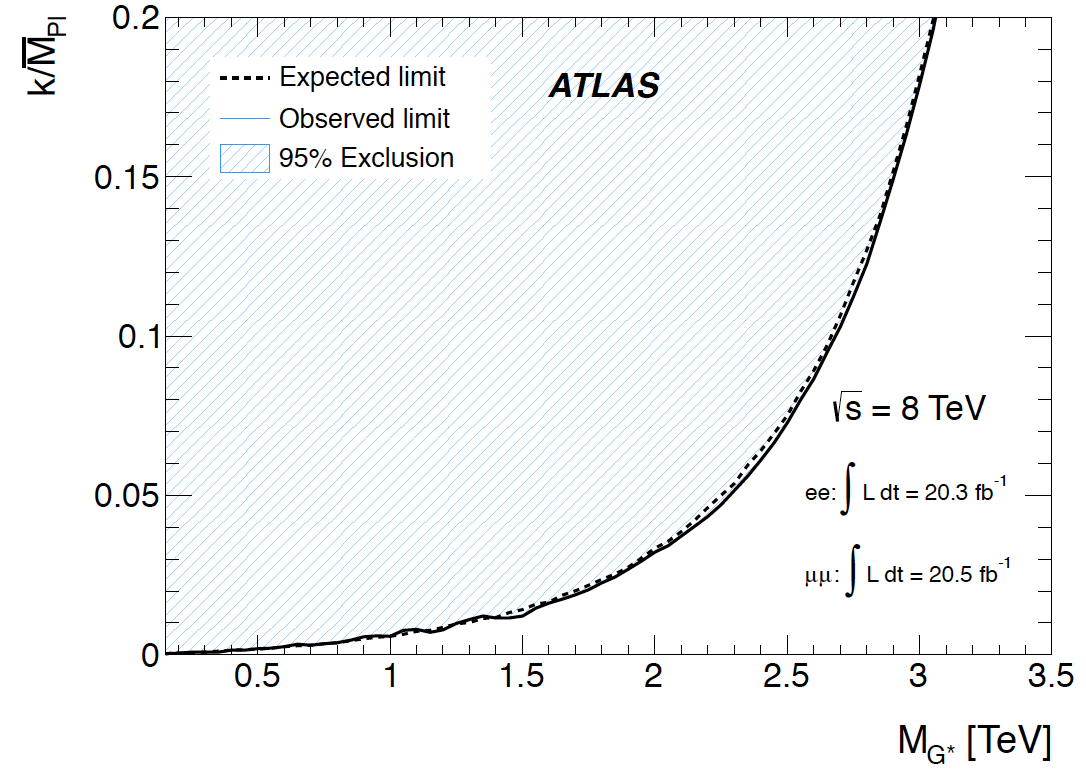 k/M̅_Pl
0.2
0.15
0.1
0.05
0
Expected limit
Observed limit
95% Exclusion
ATLAS
√s = 8 TeV
ee: ∫ L dt = 20.3 fb⁻¹
μμ: ∫ L dt = 20.5 fb⁻¹
0.5 1 1.5 2 2.5 3 3.5
M_G* [TeV]